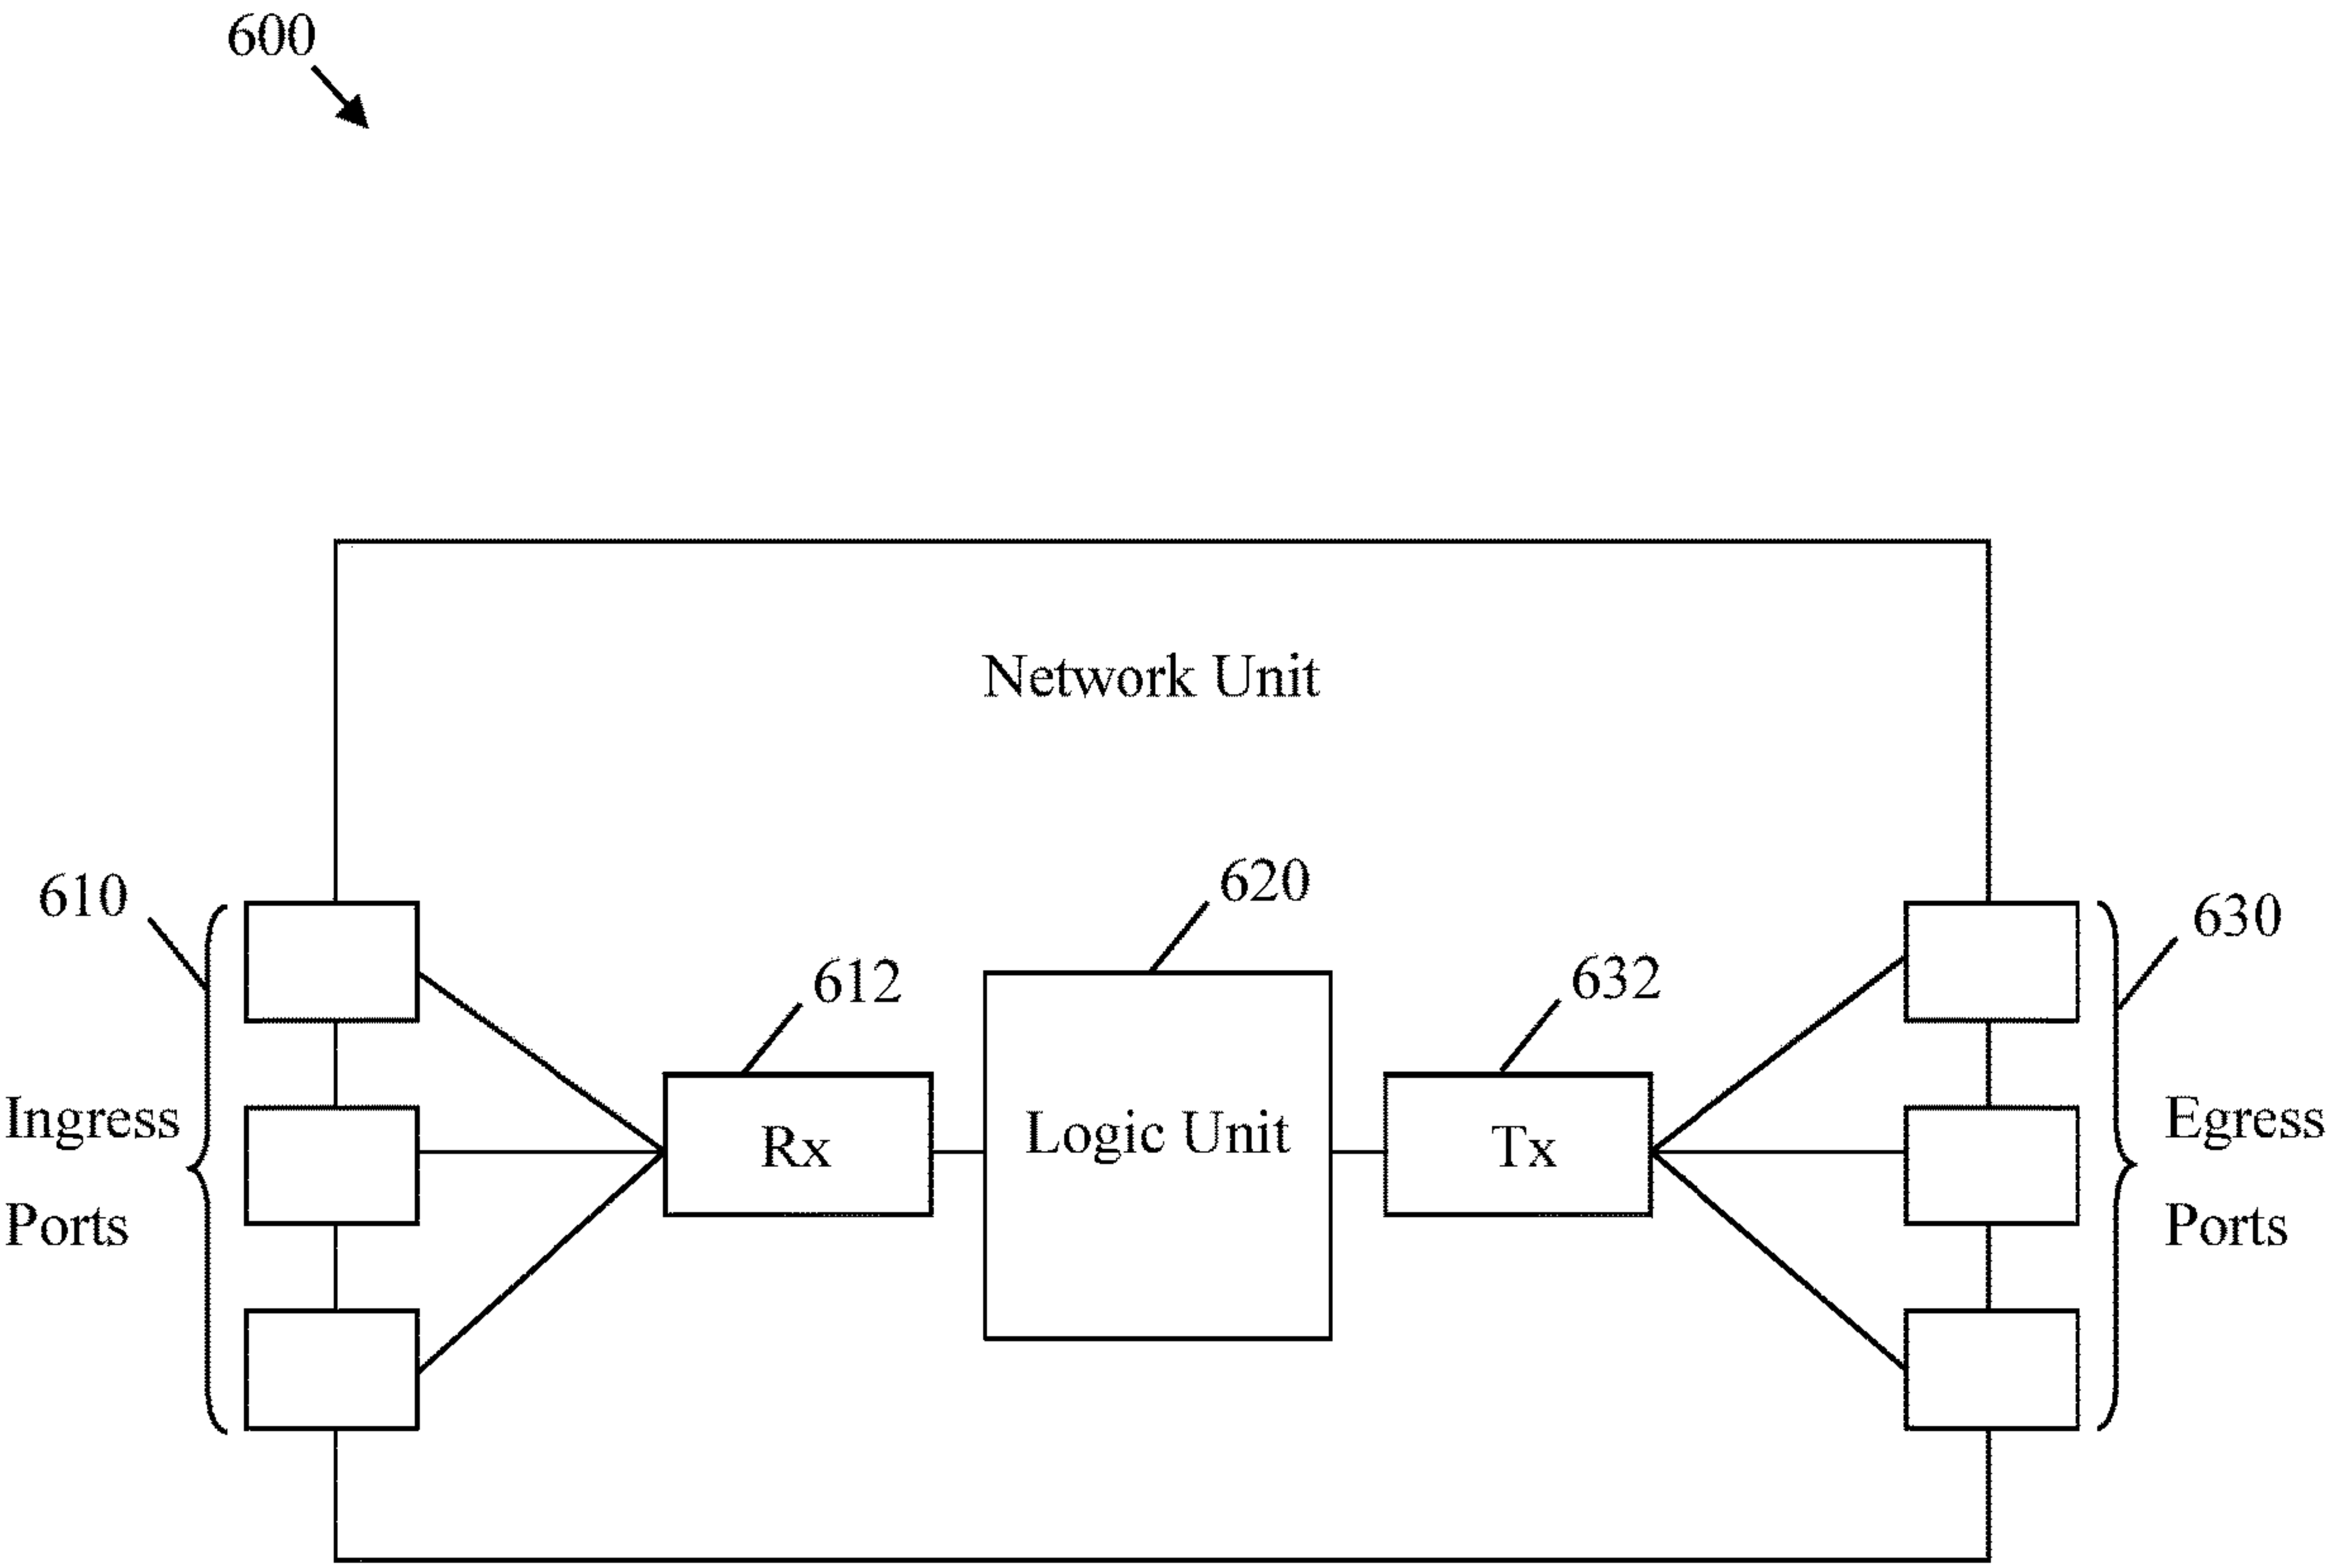 600
Network Unit
610
620
630
612
632
Ingress
Ports
Rx
Logic Unit
Tx
Egress
Ports